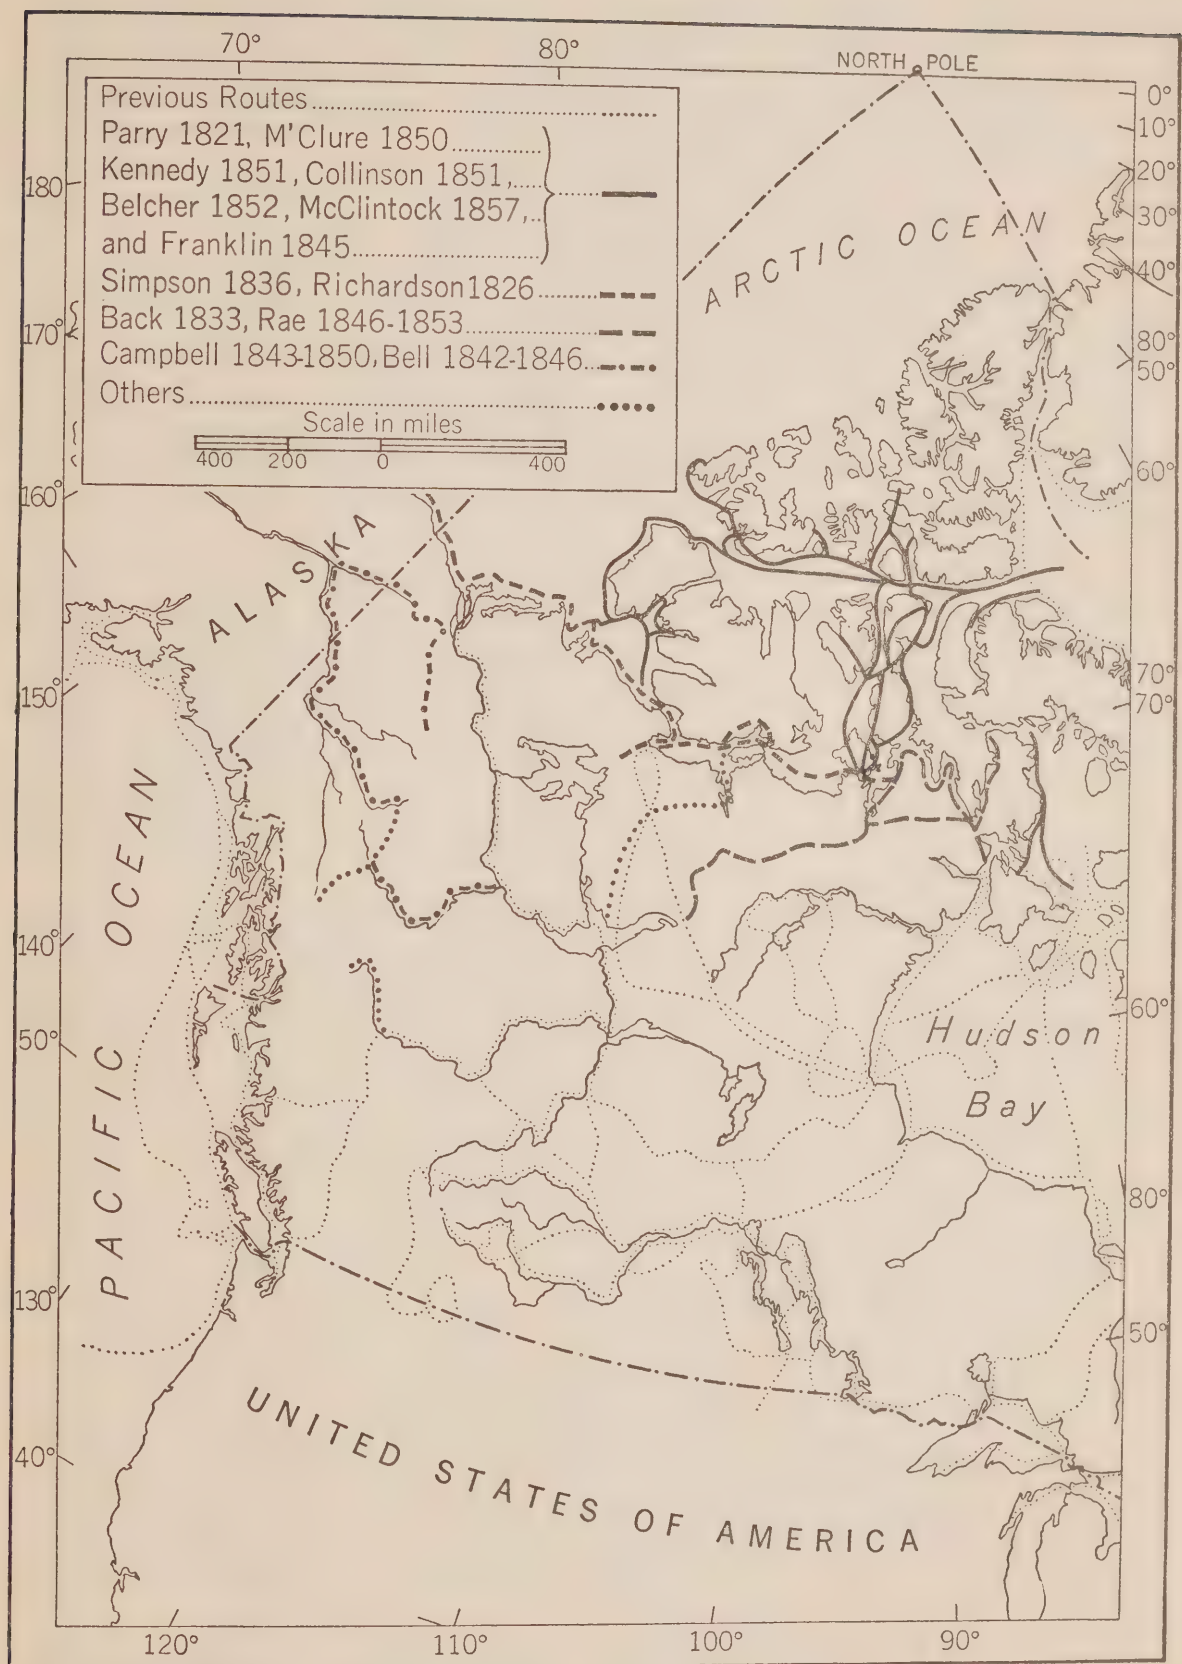 70° 80°
NORTH POLE
Previous Routes
Parry 1821, M'Clure 1850
Kennedy 1851, Collinson 1851,
Belcher 1852, McClintock 1857,
and Franklin 1845
Simpson 1836, Richardson 1826
Back 1833, Rae 1846-1853
Campbell 1843-1850, Bell 1842-1846
Others
Scale in miles
400 200 0 400
0°
10°
20°
30°
40°
80°
50°
60°
70°
70°
60°
80°
50°
180°
170°
160°
150°
140°
50°
130°
40°
ARCTIC OCEAN
ALASKA
PACIFIC OCEAN
Hudson
Bay
UNITED STATES OF AMERICA
120° 110° 100° 90°